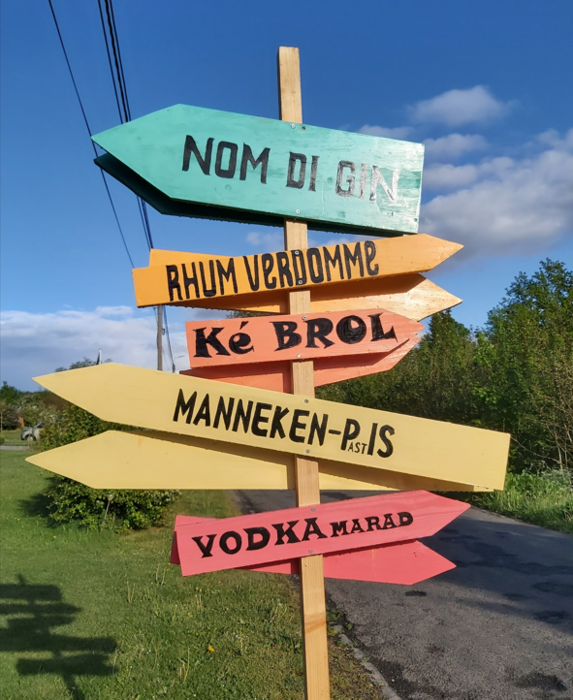 NOM DI GIN
RHUM VERDOMME
Ké BROL
MANNEKEN-PASTIS
VODKAMARAD